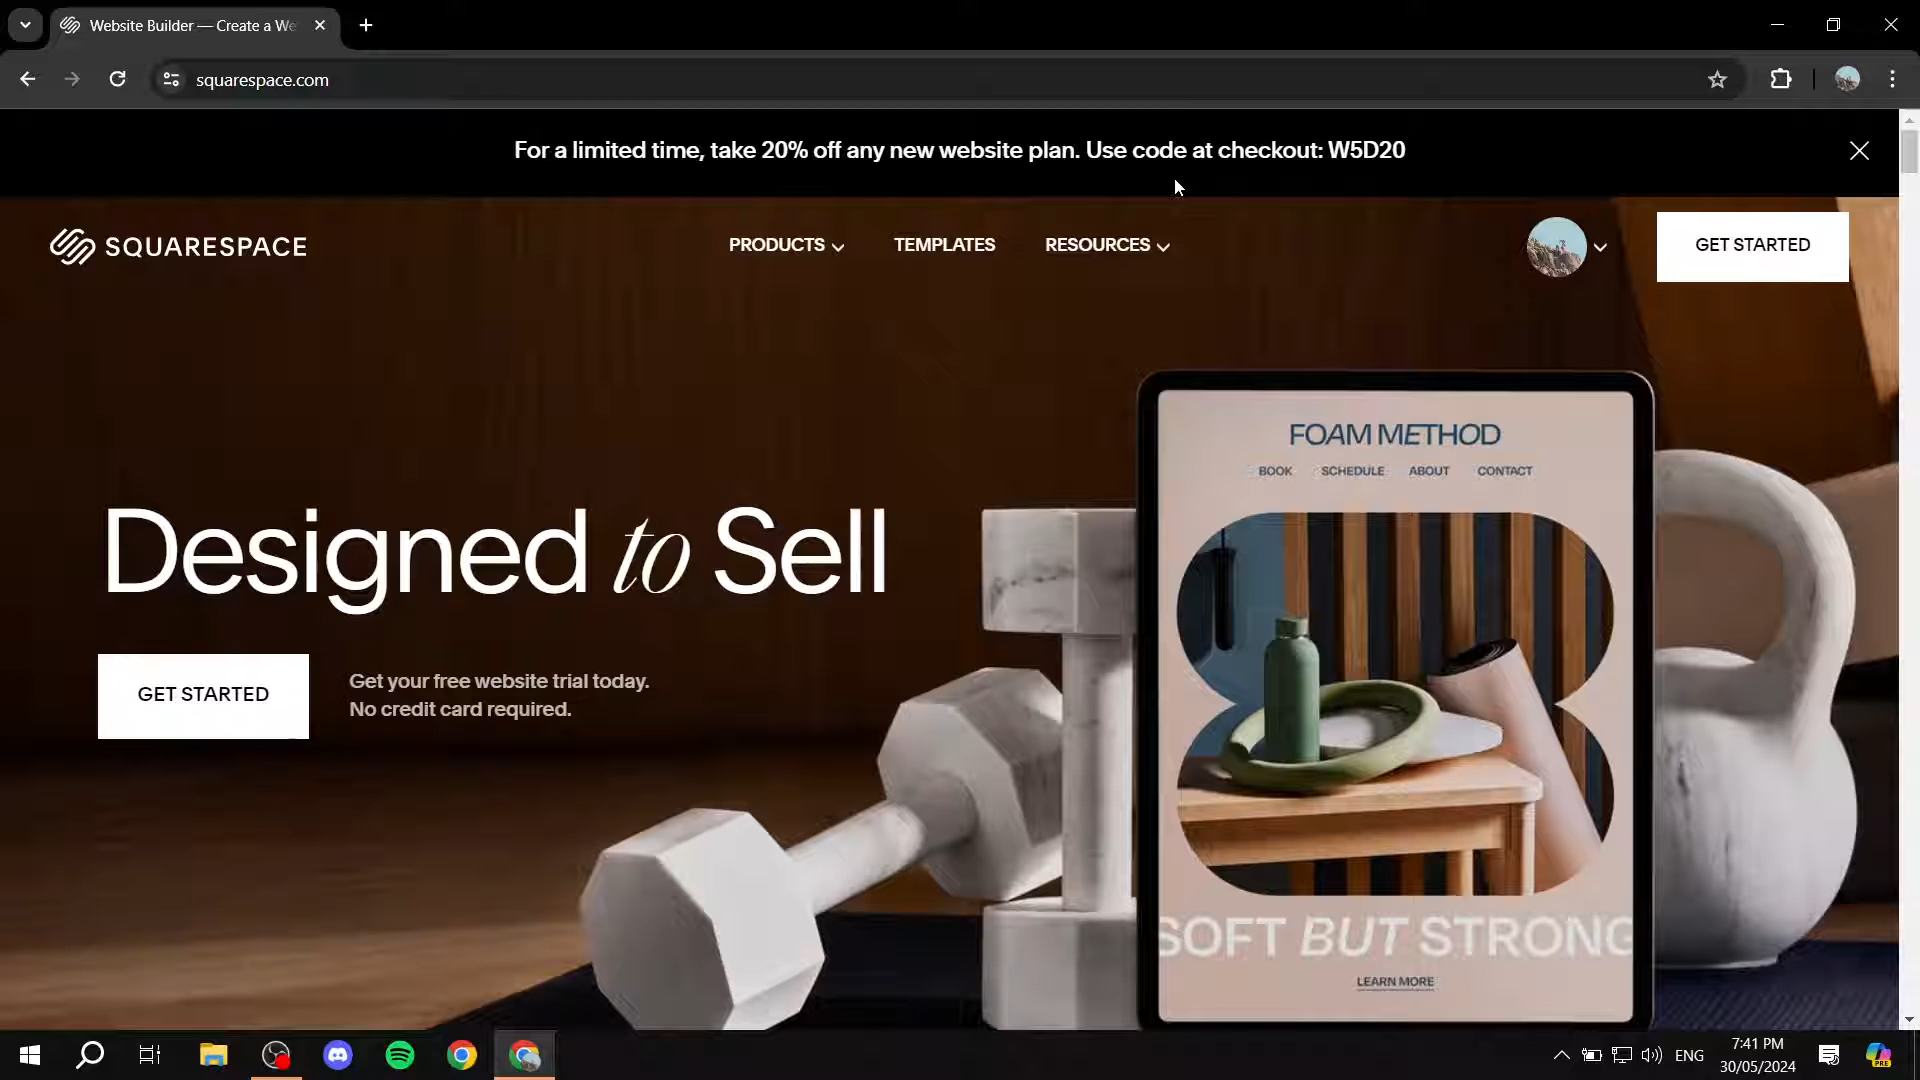 Website Builder — Create a We
squarespace.com
For a limited time, take 20% off any new website plan. Use code at checkout: W5D20
SQUARESPACE
PRODUCTS
TEMPLATES
RESOURCES
GET STARTED
FOAM METHOD
BOOK SCHEDULE ABOUT CONTACT
Designed to Sell
GET STARTED
Get your free website trial today.
No credit card required.
SOFT BUT STRONG
LEARN MORE
ENG
7:41 PM
30/05/2024
PRE